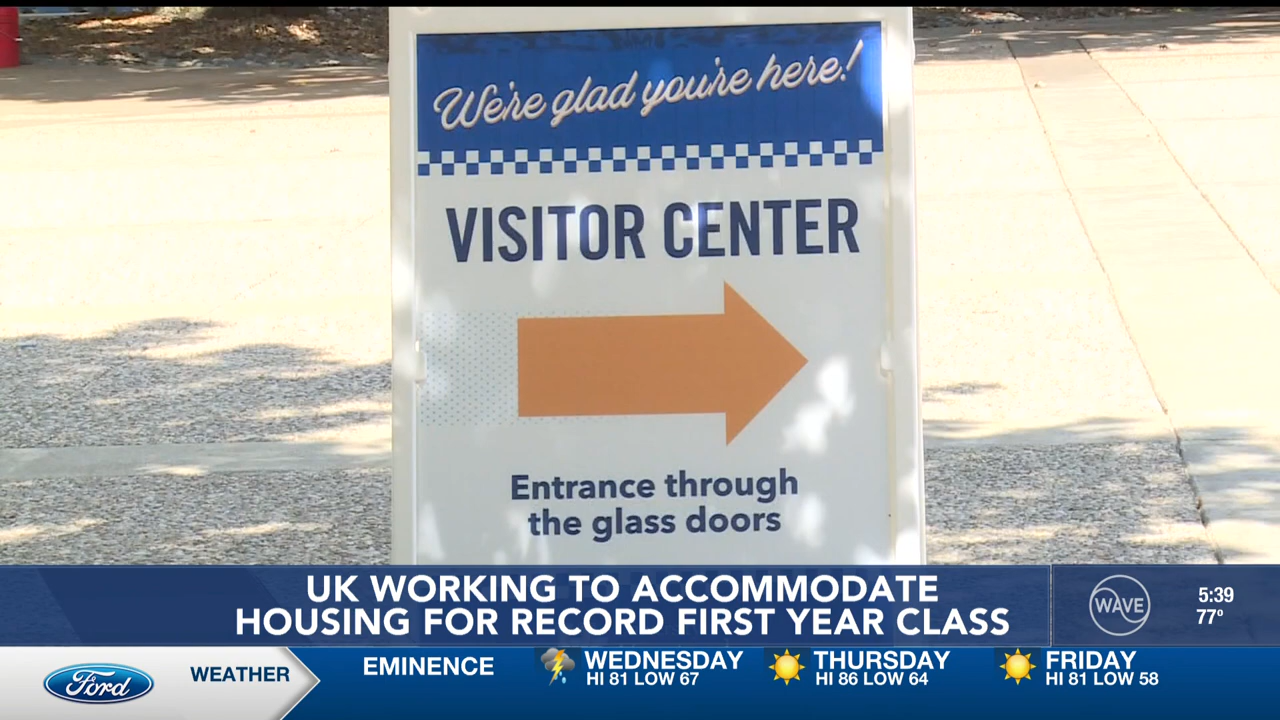 We're glad you're here!
VISITOR CENTER
Entrance through
the glass doors
UK WORKING TO ACCOMMODATE
HOUSING FOR RECORD FIRST YEAR CLASS
WAVE
5:39
77°
Ford
WEATHER
EMINENCE
WEDNESDAY
HI 81 LOW 67
THURSDAY
HI 86 LOW 64
FRIDAY
HI 81 LOW 58